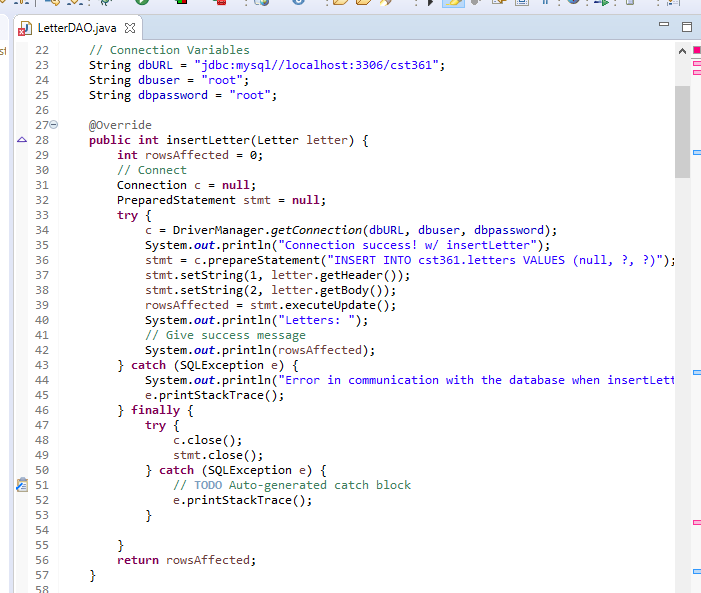 LetterDAO.java
22 // Connection Variables
23 String dbURL = "jdbc:mysql//localhost:3306/cst361";
24 String dbuser = "root";
25 String dbpassword = "root";
26
27 @Override
28 public int insertLetter(Letter letter) {
29 int rowsAffected = 0;
30 // Connect
31 Connection c = null;
32 PreparedStatement stmt = null;
33 try {
34 c = DriverManager.getConnection(dbURL, dbuser, dbpassword);
35 System.out.println("Connection success! w/ insertLetter");
36 stmt = c.prepareStatement("INSERT INTO cst361.letters VALUES (null, ?, ?)");
37 stmt.setString(1, letter.getHeader());
38 stmt.setString(2, letter.getBody());
39 rowsAffected = stmt.executeUpdate();
40 System.out.println("Letters: ");
41 // Give success message
42 System.out.println(rowsAffected);
43 } catch (SQLException e) {
44 System.out.println("Error in communication with the database when insertLett
45 e.printStackTrace();
46 } finally {
47 try {
48 c.close();
49 stmt.close();
50 } catch (SQLException e) {
51 // TODO Auto-generated catch block
52 e.printStackTrace();
53 }
54
55 }
56 return rowsAffected;
57 }
58